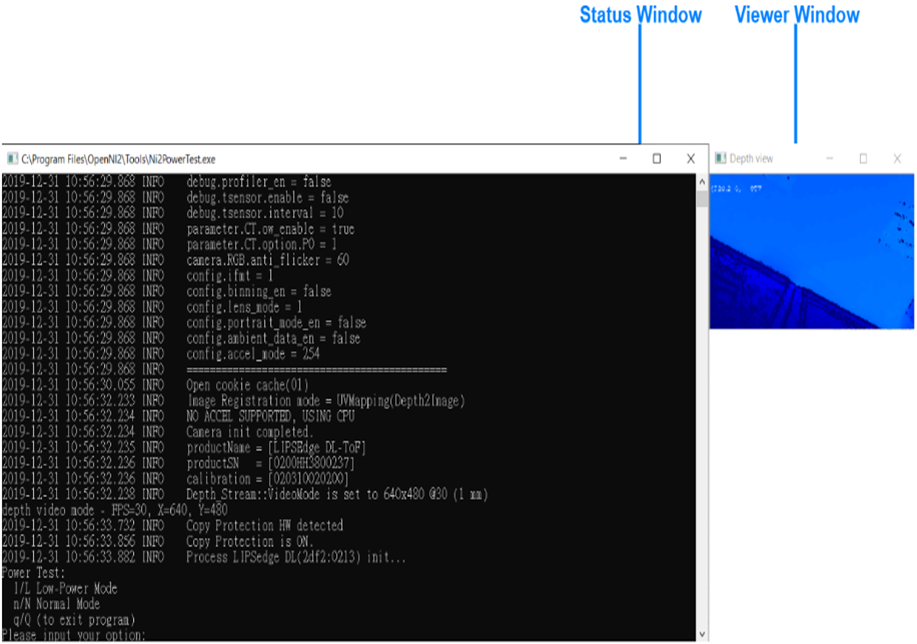 Status Window
Viewer Window
C:\Program Files\OpenNI2\Tools\Ni2PowerTest.exe
Depth view
2019-12-31 10:56:29.868 INFO debug.profiler_en = false
2019-12-31 10:56:29.868 INFO debug.tsensor.enable = false
2019-12-31 10:56:29.868 INFO debug.tsensor.interval = 10
2019-12-31 10:56:29.868 INFO parameter.CT.ow_enable = true
2019-12-31 10:56:29.868 INFO parameter.CT.option.P0 = 1
2019-12-31 10:56:29.868 INFO camera.RGB.anti_flicker = 60
2019-12-31 10:56:29.868 INFO config.ifmt = 1
2019-12-31 10:56:29.868 INFO config.binning_en = false
2019-12-31 10:56:29.868 INFO config.lens_mode = 1
2019-12-31 10:56:29.868 INFO config.portrait_mode_en = false
2019-12-31 10:56:29.868 INFO config.ambient_data_en = false
2019-12-31 10:56:29.868 INFO config.accel_mode = 254
2019-12-31 10:56:29.868 INFO =============================================
2019-12-31 10:56:30.055 INFO Open cookie cache(01)
2019-12-31 10:56:32.233 INFO Image Registration mode = UVMapping(Depth2Image)
2019-12-31 10:56:32.234 INFO NO ACCEL SUPPORTED, USING CPU
2019-12-31 10:56:32.234 INFO Camera init completed.
2019-12-31 10:56:32.235 INFO productName = [LIPSEdge DL-ToF]
2019-12-31 10:56:32.236 INFO productSN = [0200HH3800237]
2019-12-31 10:56:32.236 INFO calibration = [020310020200]
2019-12-31 10:56:32.238 INFO Depth_Stream::VideoMode is set to 640x480 @30 (1 mm)
depth video mode - FPS=30, X=640, Y=480
2019-12-31 10:56:33.732 INFO Copy Protection HW detected
2019-12-31 10:56:33.856 INFO Copy Protection is ON.
2019-12-31 10:56:33.882 INFO Process LIPSedge DL(2df2:0213) init...
Power Test:
l/L Low-Power Mode
n/N Normal Mode
q/Q (to exit program)
Please input your option: